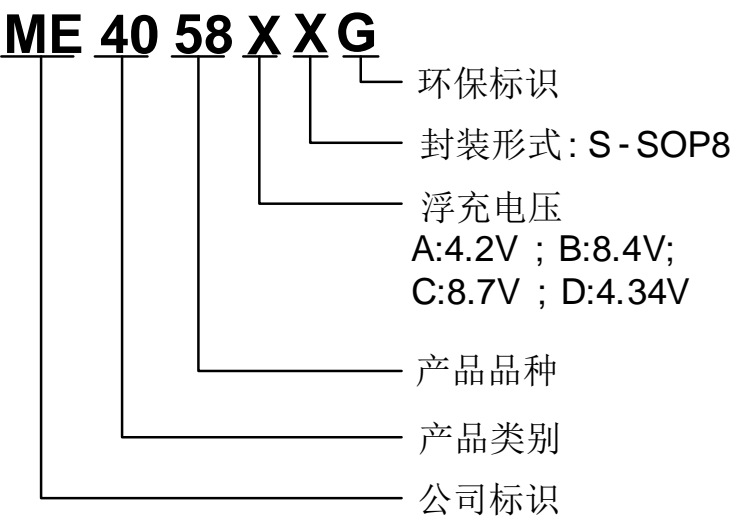 ME 40 58 X X G
环保标识
封装形式: S-SOP8
浮充电压
A:4.2V ; B:8.4V;
C:8.7V ; D:4.34V
产品品种
产品类别
公司标识